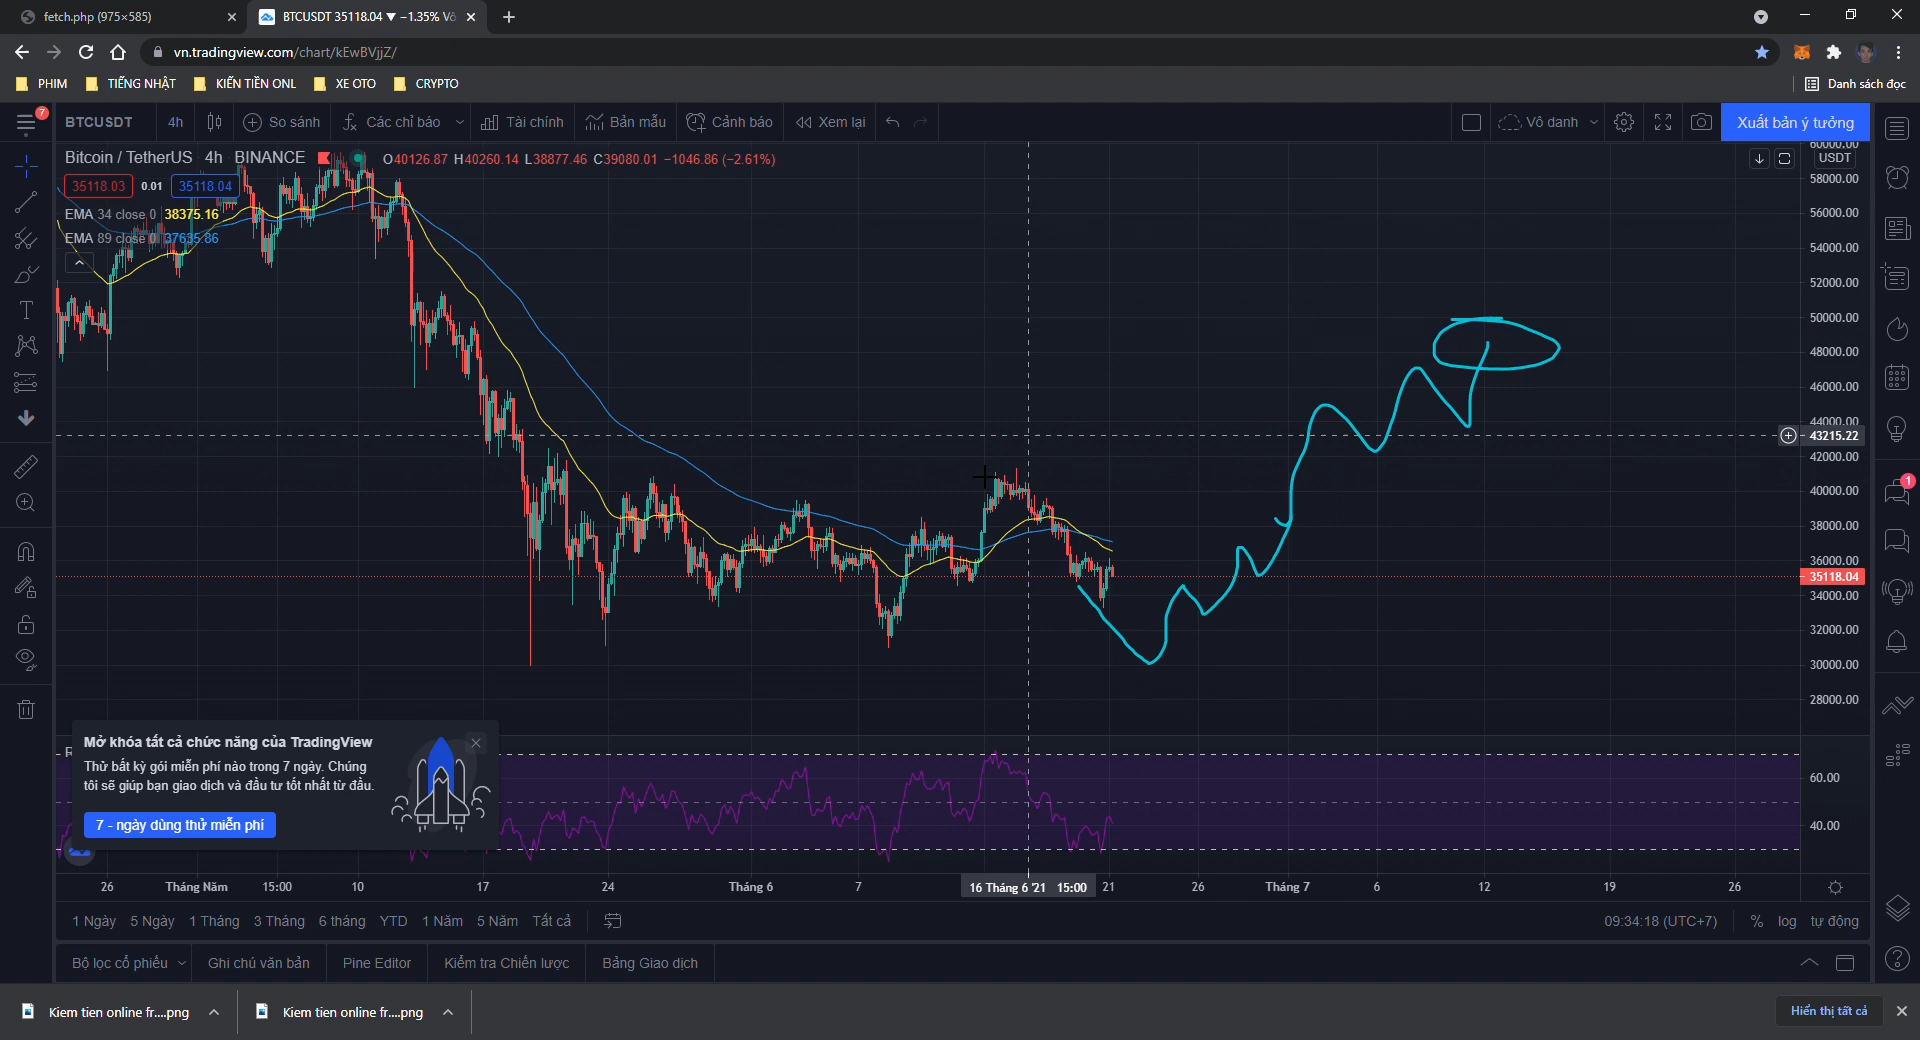 fetch.php (975×585)
BTCUSDT 35118.04 ▼ −1.35% Vô
vn.tradingview.com/chart/kEwBVjjZ/
PHIM
TIẾNG NHẬT
KIẾN TIỀN ONL
XE OTO
CRYPTO
Danh sách đọc
7
BTCUSDT
4h
So sánh
Các chỉ báo
Tài chính
Bản mẫu
Cảnh báo
Xem lại
Vô danh
Xuất bản ý tưởng
Bitcoin / TetherUS 4h BINANCE
O40126.87 H40260.14 L38877.46 C39080.01 −1046.86 (−2.61%)
35118.03
0.01
35118.04
EMA 34 close 0 38375.16
EMA 89 close 0 37635.86
60000.00
USDT
58000.00
56000.00
54000.00
52000.00
50000.00
48000.00
46000.00
44000.00
43215.22
42000.00
40000.00
38000.00
36000.00
35118.04
34000.00
32000.00
30000.00
28000.00
1
Mở khóa tất cả chức năng của TradingView
Thử bất kỳ gói miễn phí nào trong 7 ngày. Chúng
tôi sẽ giúp bạn giao dịch và đầu tư tốt nhất từ đầu.
7 - ngày dùng thử miễn phí
60.00
40.00
26
Tháng Năm
15:00
10
17
24
Tháng 6
7
16 Tháng 6 '21 15:00
21
26
Tháng 7
6
12
19
26
1 Ngày
5 Ngày
1 Tháng
3 Tháng
6 tháng
YTD
1 Năm
5 Năm
Tất cả
09:34:18 (UTC+7)
%
log
tự động
Bộ lọc cổ phiếu
Ghi chú văn bản
Pine Editor
Kiểm tra Chiến lược
Bảng Giao dịch
Kiem tien online fr....png
Kiem tien online fr....png
Hiển thị tất cả